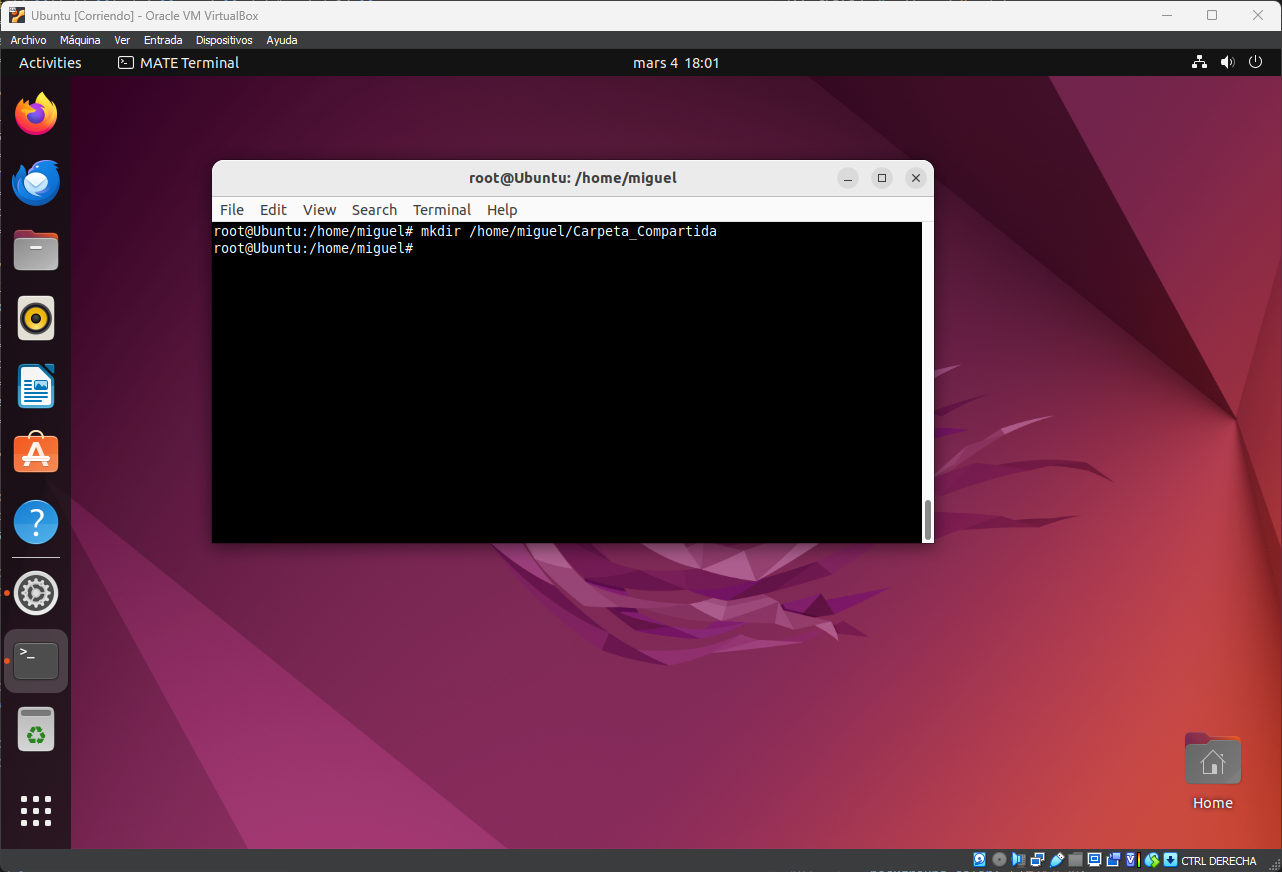 Ubuntu [Corriendo] - Oracle VM VirtualBox
Archivo Máquina Ver Entrada Dispositivos Ayuda
Activities MATE Terminal mars 4 18:01
root@Ubuntu: /home/miguel
File Edit View Search Terminal Help
root@Ubuntu:/home/miguel# mkdir /home/miguel/Carpeta_Compartida
root@Ubuntu:/home/miguel#
Home
CTRL DERECHA